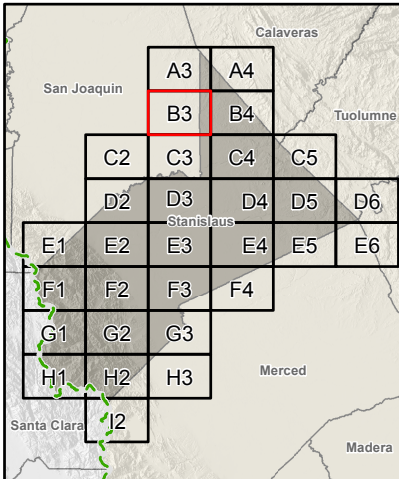 Calaveras
A3 A4
San Joaquin
B3 B4
Tuolumne
C2 C3 C4 C5
D2 D3 D4 D5 D6
Stanislaus
E1 E2 E3 E4 E5 E6
F1 F2 F3 F4
G1 G2 G3
H1 H2 H3
Merced
I2
Santa Clara
Madera